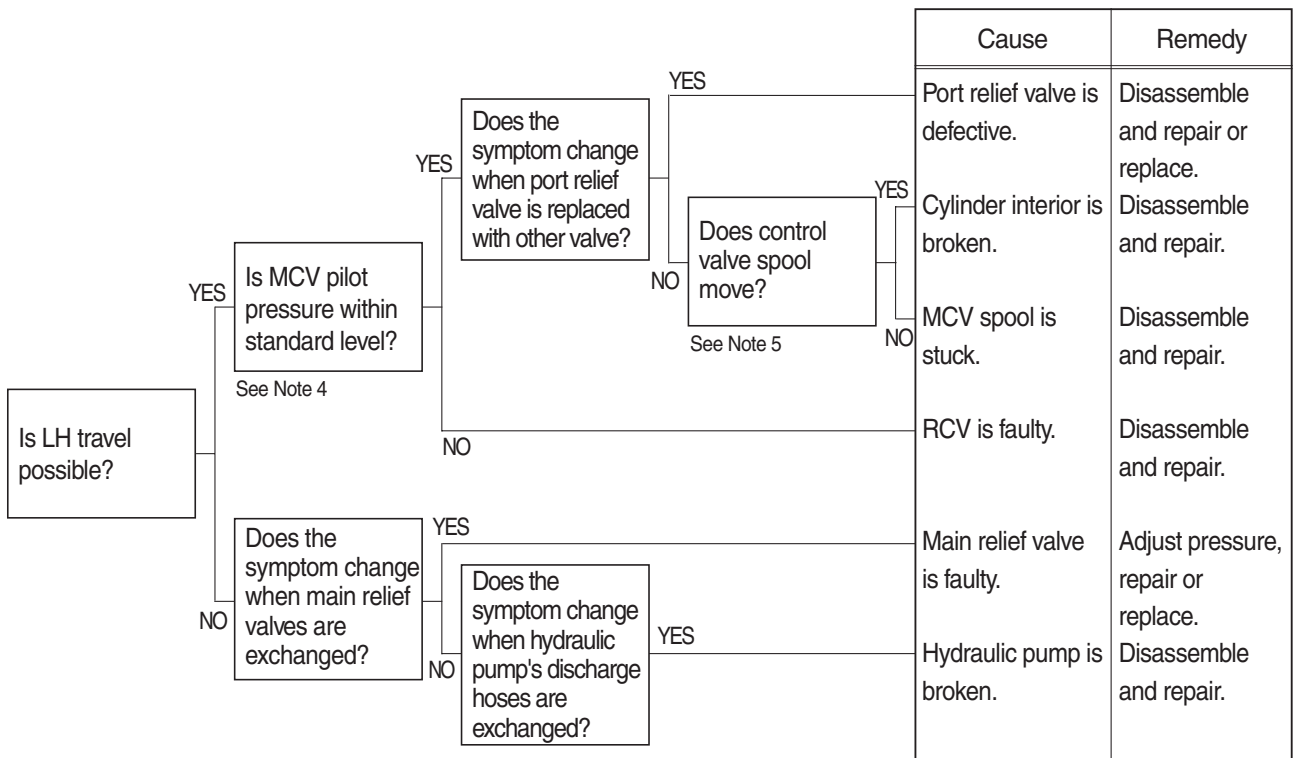 Is LH travel
possible?
YES
NO
Is MCV pilot
pressure within
standard level?
See Note 4
YES
NO
Does the
symptom change
when port relief
valve is replaced
with other valve?
YES
NO
Does control
valve spool
move?
See Note 5
YES
NO
Does the
symptom change
when main relief
valves are
exchanged?
YES
NO
Does the
symptom change
when hydraulic
pump's discharge
hoses are
exchanged?
YES
Cause
Remedy
Port relief valve is
defective.
Disassemble
and repair or
replace.
Cylinder interior is
broken.
Disassemble
and repair.
MCV spool is
stuck.
Disassemble
and repair.
RCV is faulty.
Disassemble
and repair.
Main relief valve
is faulty.
Adjust pressure,
repair or
replace.
Hydraulic pump is
broken.
Disassemble
and repair.